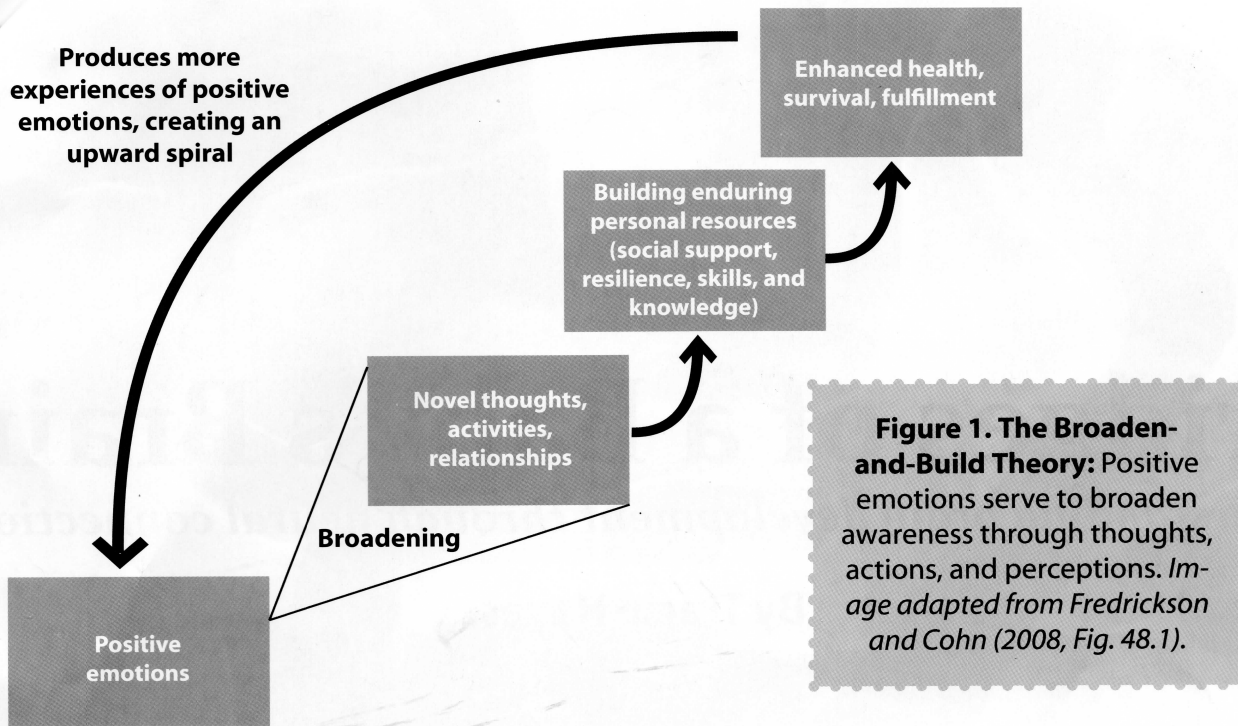 Produces more
experiences of positive
emotions, creating an
upward spiral
Enhanced health,
survival, fulfillment
Building enduring
personal resources
(social support,
resilience, skills, and
knowledge)
Novel thoughts,
activities,
relationships
Broadening
Positive
emotions
Figure 1. The Broaden-
and-Build Theory: Positive
emotions serve to broaden
awareness through thoughts,
actions, and perceptions. Im-
age adapted from Fredrickson
and Cohn (2008, Fig. 48.1).